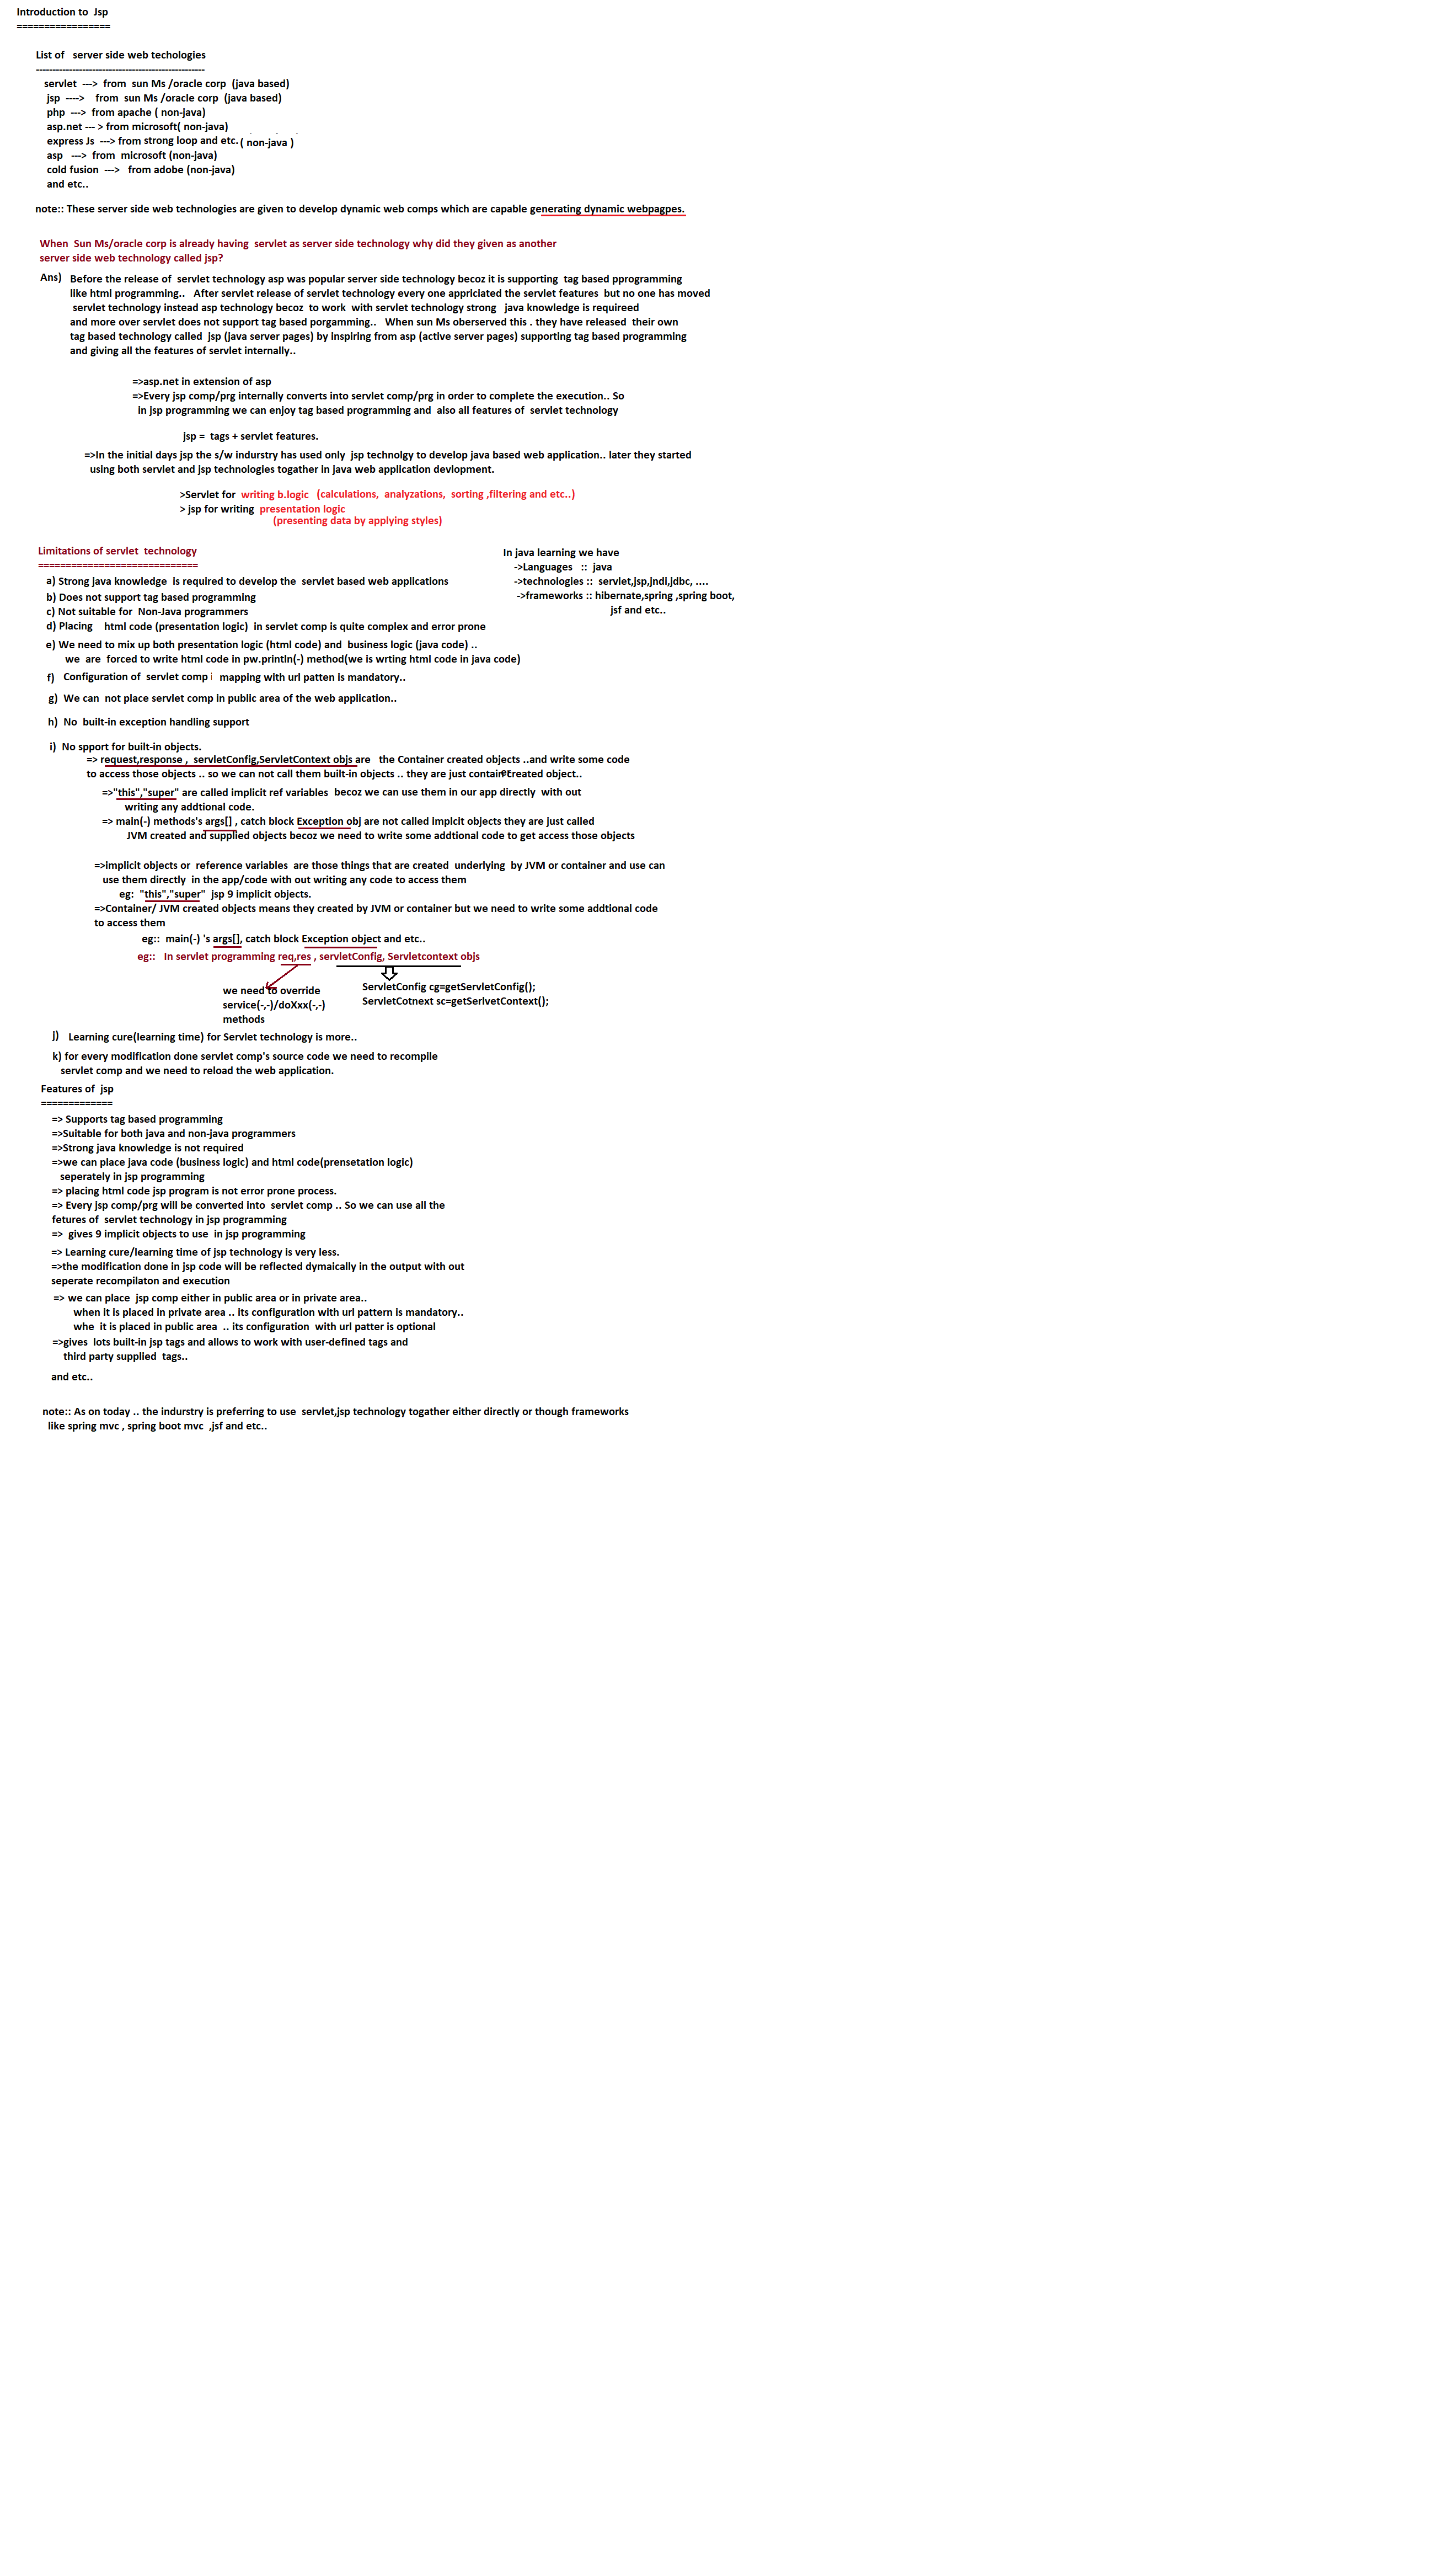 Introduction to Jsp
=================
List of server side web techologies
---------------------------------------------------
servlet ---> from sun Ms /oracle corp (java based)
jsp ----> from sun Ms /oracle corp (java based)
php ---> from apache ( non-java)
asp.net --- > from microsoft( non-java)
express Js ---> from strong loop and etc. ( non-java )
asp ---> from microsoft (non-java)
cold fusion ---> from adobe (non-java)
and etc..
note:: These server side web technologies are given to develop dynamic web comps which are capable generating dynamic webpagpes.
When Sun Ms/oracle corp is already having servlet as server side technology why did they given as another
server side web technology called jsp?
Ans) Before the release of servlet technology asp was popular server side technology becoz it is supporting tag based pprogramming
like html programming.. After servlet release of servlet technology every one appriciated the servlet features but no one has moved
servlet technology instead asp technology becoz to work with servlet technology strong java knowledge is requireed
and more over servlet does not support tag based porgamming.. When sun Ms oberserved this . they have released their own
tag based technology called jsp (java server pages) by inspiring from asp (active server pages) supporting tag based programming
and giving all the features of servlet internally..
=>asp.net in extension of asp
=>Every jsp comp/prg internally converts into servlet comp/prg in order to complete the execution.. So
in jsp programming we can enjoy tag based programming and also all features of servlet technology
jsp = tags + servlet features.
=>In the initial days jsp the s/w indurstry has used only jsp technolgy to develop java based web application.. later they started
using both servlet and jsp technologies togather in java web application devlopment.
>Servlet for writing b.logic (calculations, analyzations, sorting ,filtering and etc..)
> jsp for writing presentation logic
(presenting data by applying styles)
Limitations of servlet technology
=============================
a) Strong java knowledge is required to develop the servlet based web applications
b) Does not support tag based programming
c) Not suitable for Non-Java programmers
d) Placing html code (presentation logic) in servlet comp is quite complex and error prone
In java learning we have
->Languages :: java
->technologies :: servlet,jsp,jndi,jdbc, ....
->frameworks :: hibernate,spring ,spring boot,
jsf and etc..
e) We need to mix up both presentation logic (html code) and business logic (java code) ..
we are forced to write html code in pw.println(-) method(we is wrting html code in java code)
f) Configuration of servlet comp mapping with url patten is mandatory..
g) We can not place servlet comp in public area of the web application..
h) No built-in exception handling support
i) No spport for built-in objects.
=> request,response , servletConfig,ServletContext objs are the Container created objects ..and write some code
to access those objects .. so we can not call them built-in objects .. they are just container created object..
=>"this","super" are called implicit ref variables becoz we can use them in our app directly with out
writing any addtional code.
=> main(-) methods's args[] , catch block Exception obj are not called implcit objects they are just called
JVM created and supplied objects becoz we need to write some addtional code to get access those objects
=>implicit objects or reference variables are those things that are created underlying by JVM or container and use can
use them directly in the app/code with out writing any code to access them
eg: "this","super" jsp 9 implicit objects.
=>Container/ JVM created objects means they created by JVM or container but we need to write some addtional code
to access them
eg:: main(-) 's args[], catch block Exception object and etc..
eg:: In servlet programming req,res , servletConfig, Servletcontext objs
we need to override
service(-,-)/doXxx(-,-)
methods
ServletConfig cg=getServletConfig();
ServletCotnext sc=getSerlvetContext();
j) Learning cure(learning time) for Servlet technology is more..
k) for every modification done servlet comp's source code we need to recompile
servlet comp and we need to reload the web application.
Features of jsp
=============
=> Supports tag based programming
=>Suitable for both java and non-java programmers
=>Strong java knowledge is not required
=>we can place java code (business logic) and html code(prensetation logic)
seperately in jsp programming
=> placing html code jsp program is not error prone process.
=> Every jsp comp/prg will be converted into servlet comp .. So we can use all the
fetures of servlet technology in jsp programming
=> gives 9 implicit objects to use in jsp programming
=> Learning cure/learning time of jsp technology is very less.
=>the modification done in jsp code will be reflected dymaically in the output with out
seperate recompilaton and execution
=> we can place jsp comp either in public area or in private area..
when it is placed in private area .. its configuration with url pattern is mandatory..
whe it is placed in public area .. its configuration with url patter is optional
=>gives lots built-in jsp tags and allows to work with user-defined tags and
third party supplied tags..
and etc..
note:: As on today .. the indurstry is preferring to use servlet,jsp technology togather either directly or though frameworks
like spring mvc , spring boot mvc ,jsf and etc..